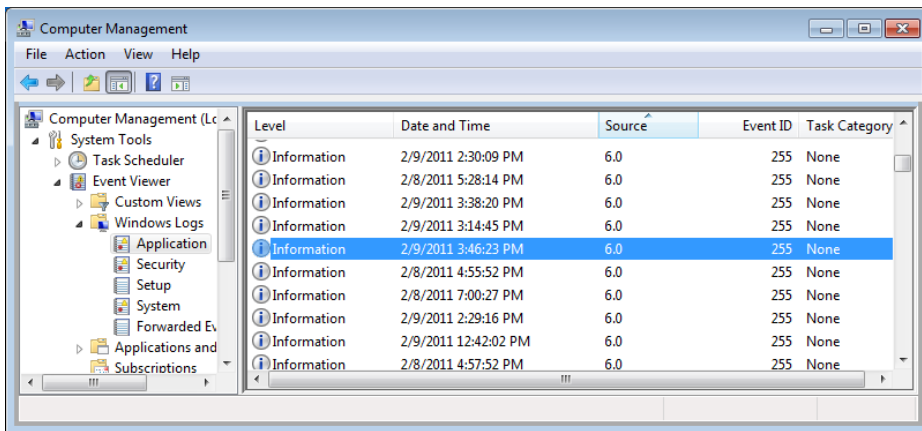 Computer Management
File Action View Help
Computer Management (Lc
System Tools
Task Scheduler
Event Viewer
Custom Views
Windows Logs
Application
Security
Setup
System
Forwarded Ev
Applications and
Subscriptions
Level Date and Time Source Event ID Task Category
Information 2/9/2011 2:30:09 PM 6.0 255 None
Information 2/8/2011 5:28:14 PM 6.0 255 None
Information 2/9/2011 3:38:20 PM 6.0 255 None
Information 2/9/2011 3:14:45 PM 6.0 255 None
Information 2/9/2011 3:46:23 PM 6.0 255 None
Information 2/8/2011 4:55:52 PM 6.0 255 None
Information 2/8/2011 7:00:27 PM 6.0 255 None
Information 2/9/2011 2:29:16 PM 6.0 255 None
Information 2/9/2011 12:42:02 PM 6.0 255 None
Information 2/8/2011 4:57:52 PM 6.0 255 None